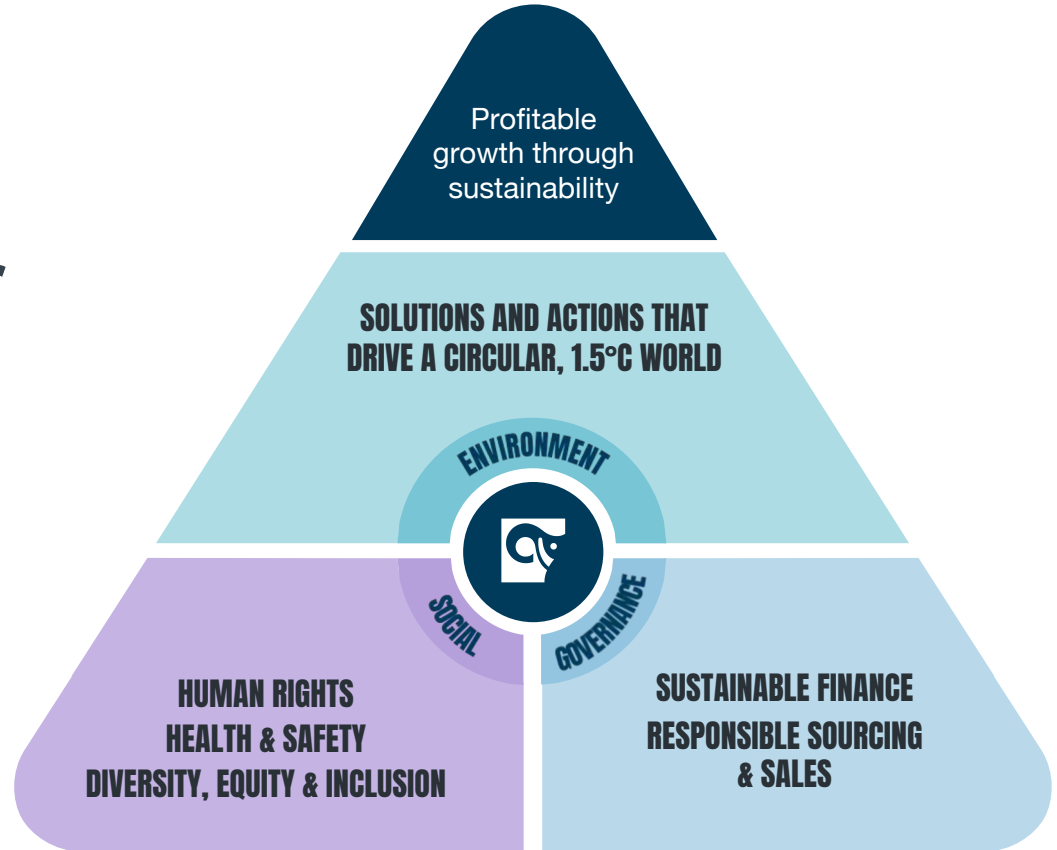 Profitable
growth through
sustainability
SOLUTIONS AND ACTIONS THAT
DRIVE A CIRCULAR, 1.5°C WORLD
ENVIRONMENT
SOCIAL
GOVERNANCE
HUMAN RIGHTS
HEALTH & SAFETY
DIVERSITY, EQUITY & INCLUSION
SUSTAINABLE FINANCE
RESPONSIBLE SOURCING
& SALES